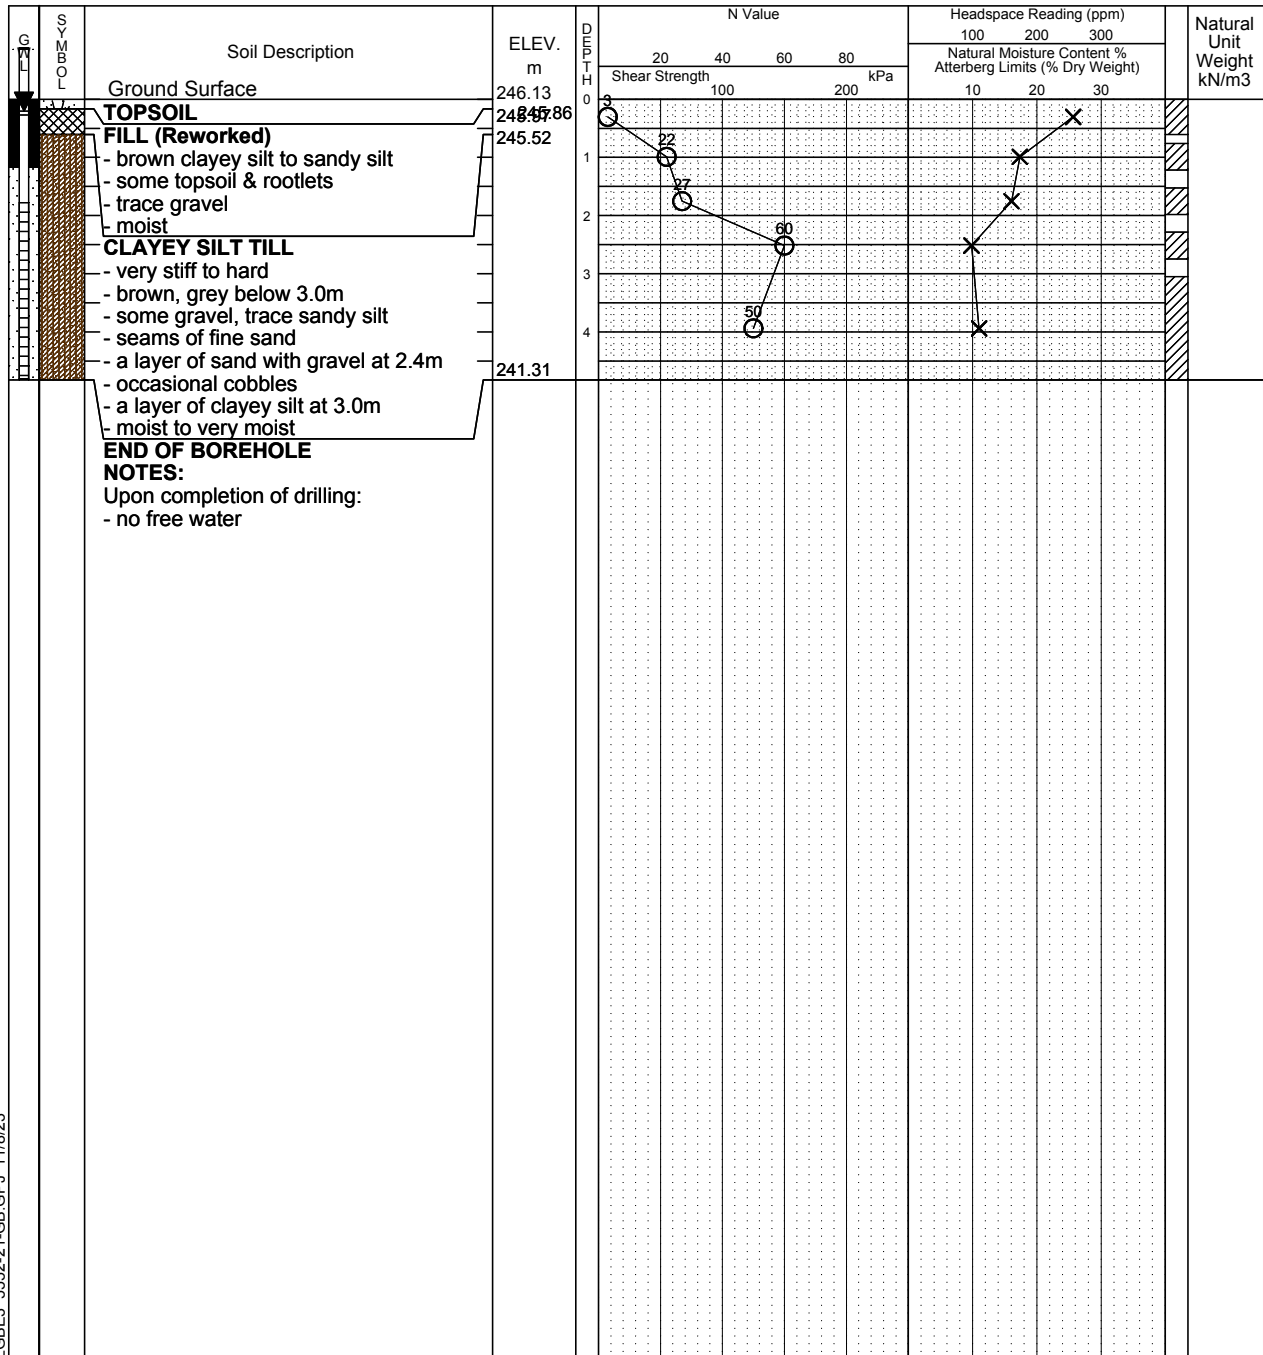 GWL
SYMBOL
Soil Description
ELEV.
m
DEPTH
N Value
20 40 60 80
Shear Strength kPa
100 200
Headspace Reading (ppm)
100 200 300
Natural Moisture Content %
Atterberg Limits (% Dry Weight)
10 20 30
Natural
Unit
Weight
kN/m3
Ground Surface
246.13
0
TOPSOIL
245.86
3
FILL (Reworked)
245.52
- brown clayey silt to sandy silt
22
1
- some topsoil & rootlets
- trace gravel
27
2
- moist
60
CLAYEY SILT TILL
- very stiff to hard
3
- brown, grey below 3.0m
- some gravel, trace sandy silt
50
- seams of fine sand
4
- a layer of sand with gravel at 2.4m
241.31
- occasional cobbles
- a layer of clayey silt at 3.0m
- moist to very moist
END OF BOREHOLE
NOTES:
Upon completion of drilling:
- no free water